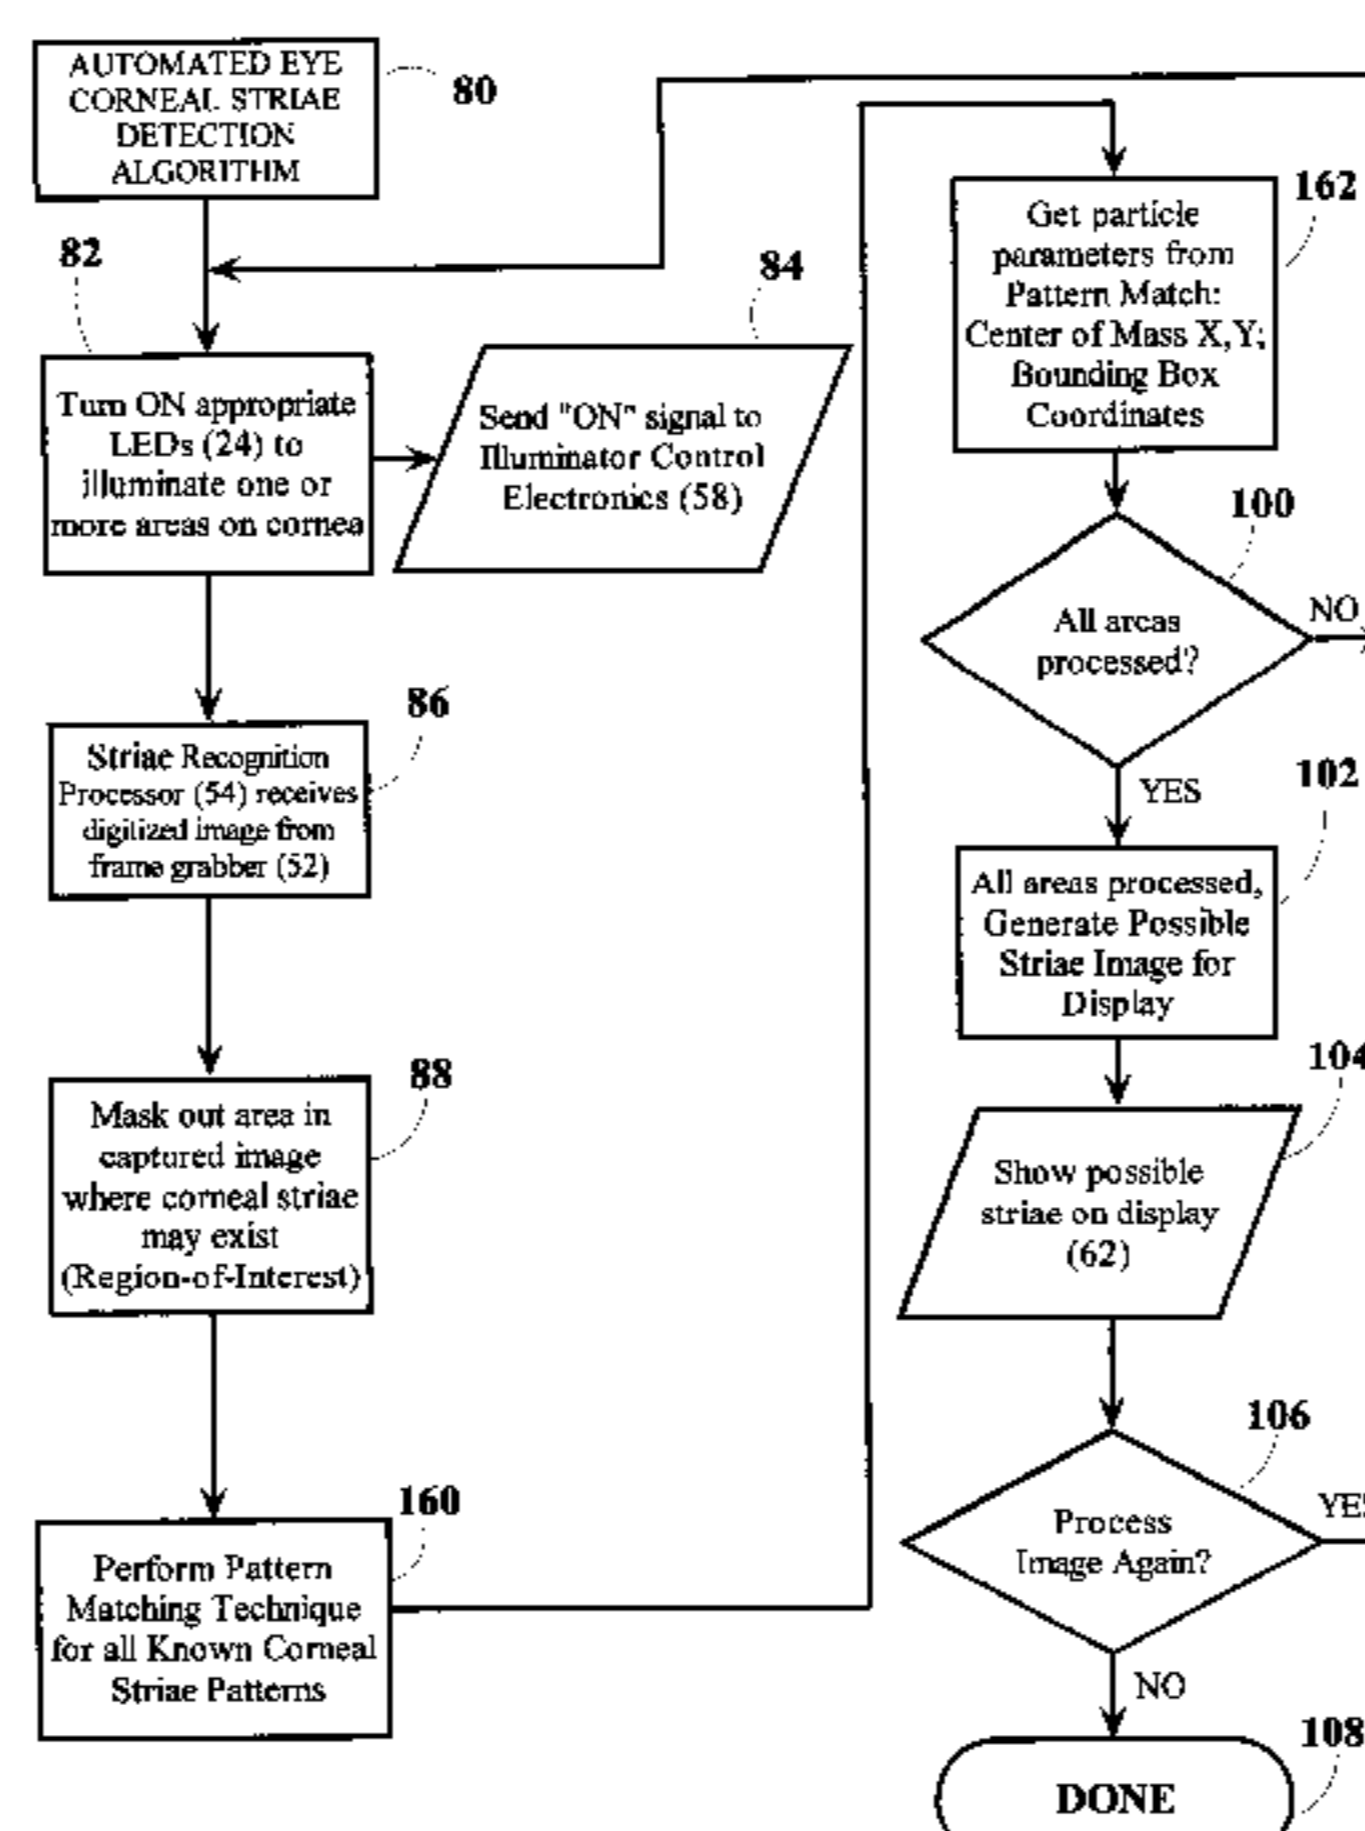 AUTOMATED EYE
CORNEAL STRIAE
DETECTION
ALGORITHM
80
82
Turn ON appropriate
LEDs (24) to
illuminate one or
more areas on cornea
84
Send "ON" signal to
Illuminator Control
Electronics (58)
86
Striae Recognition
Processor (54) receives
digitized image from
frame grabber (52)
88
Mask out area in
captured image
where corneal striae
may exist
(Region-of-Interest)
160
Perform Pattern
Matching Technique
for all Known Corneal
Striae Patterns
162
Get particle
parameters from
Pattern Match:
Center of Mass X,Y;
Bounding Box
Coordinates
100
All areas
processed?
NO
YES
102
All areas processed,
Generate Possible
Striae Image for
Display
104
Show possible
striae on display
(62)
106
Process
Image Again?
YES
NO
108
DONE